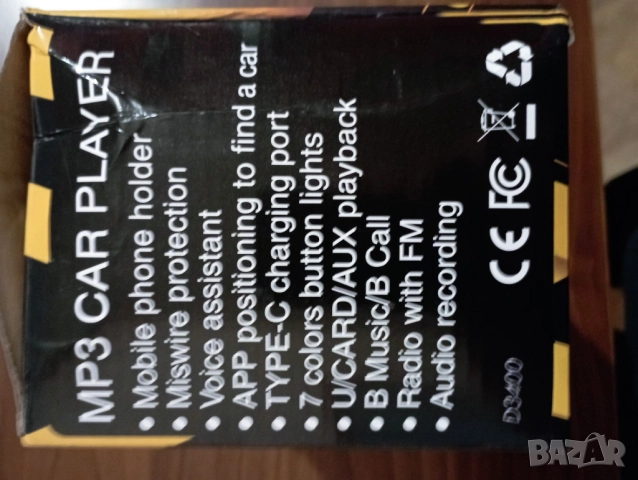 MP3 CAR PLAYER
• Mobile phone holder
• Miswire protection
• Voice assistant
• APP positioning to find a car
• TYPE-C charging port
• 7 colors button lights
• U/CARD/AUX playback
• B Music/B Call
• Radio with FM
• Audio recording
CE FC
D3400
BAZAR